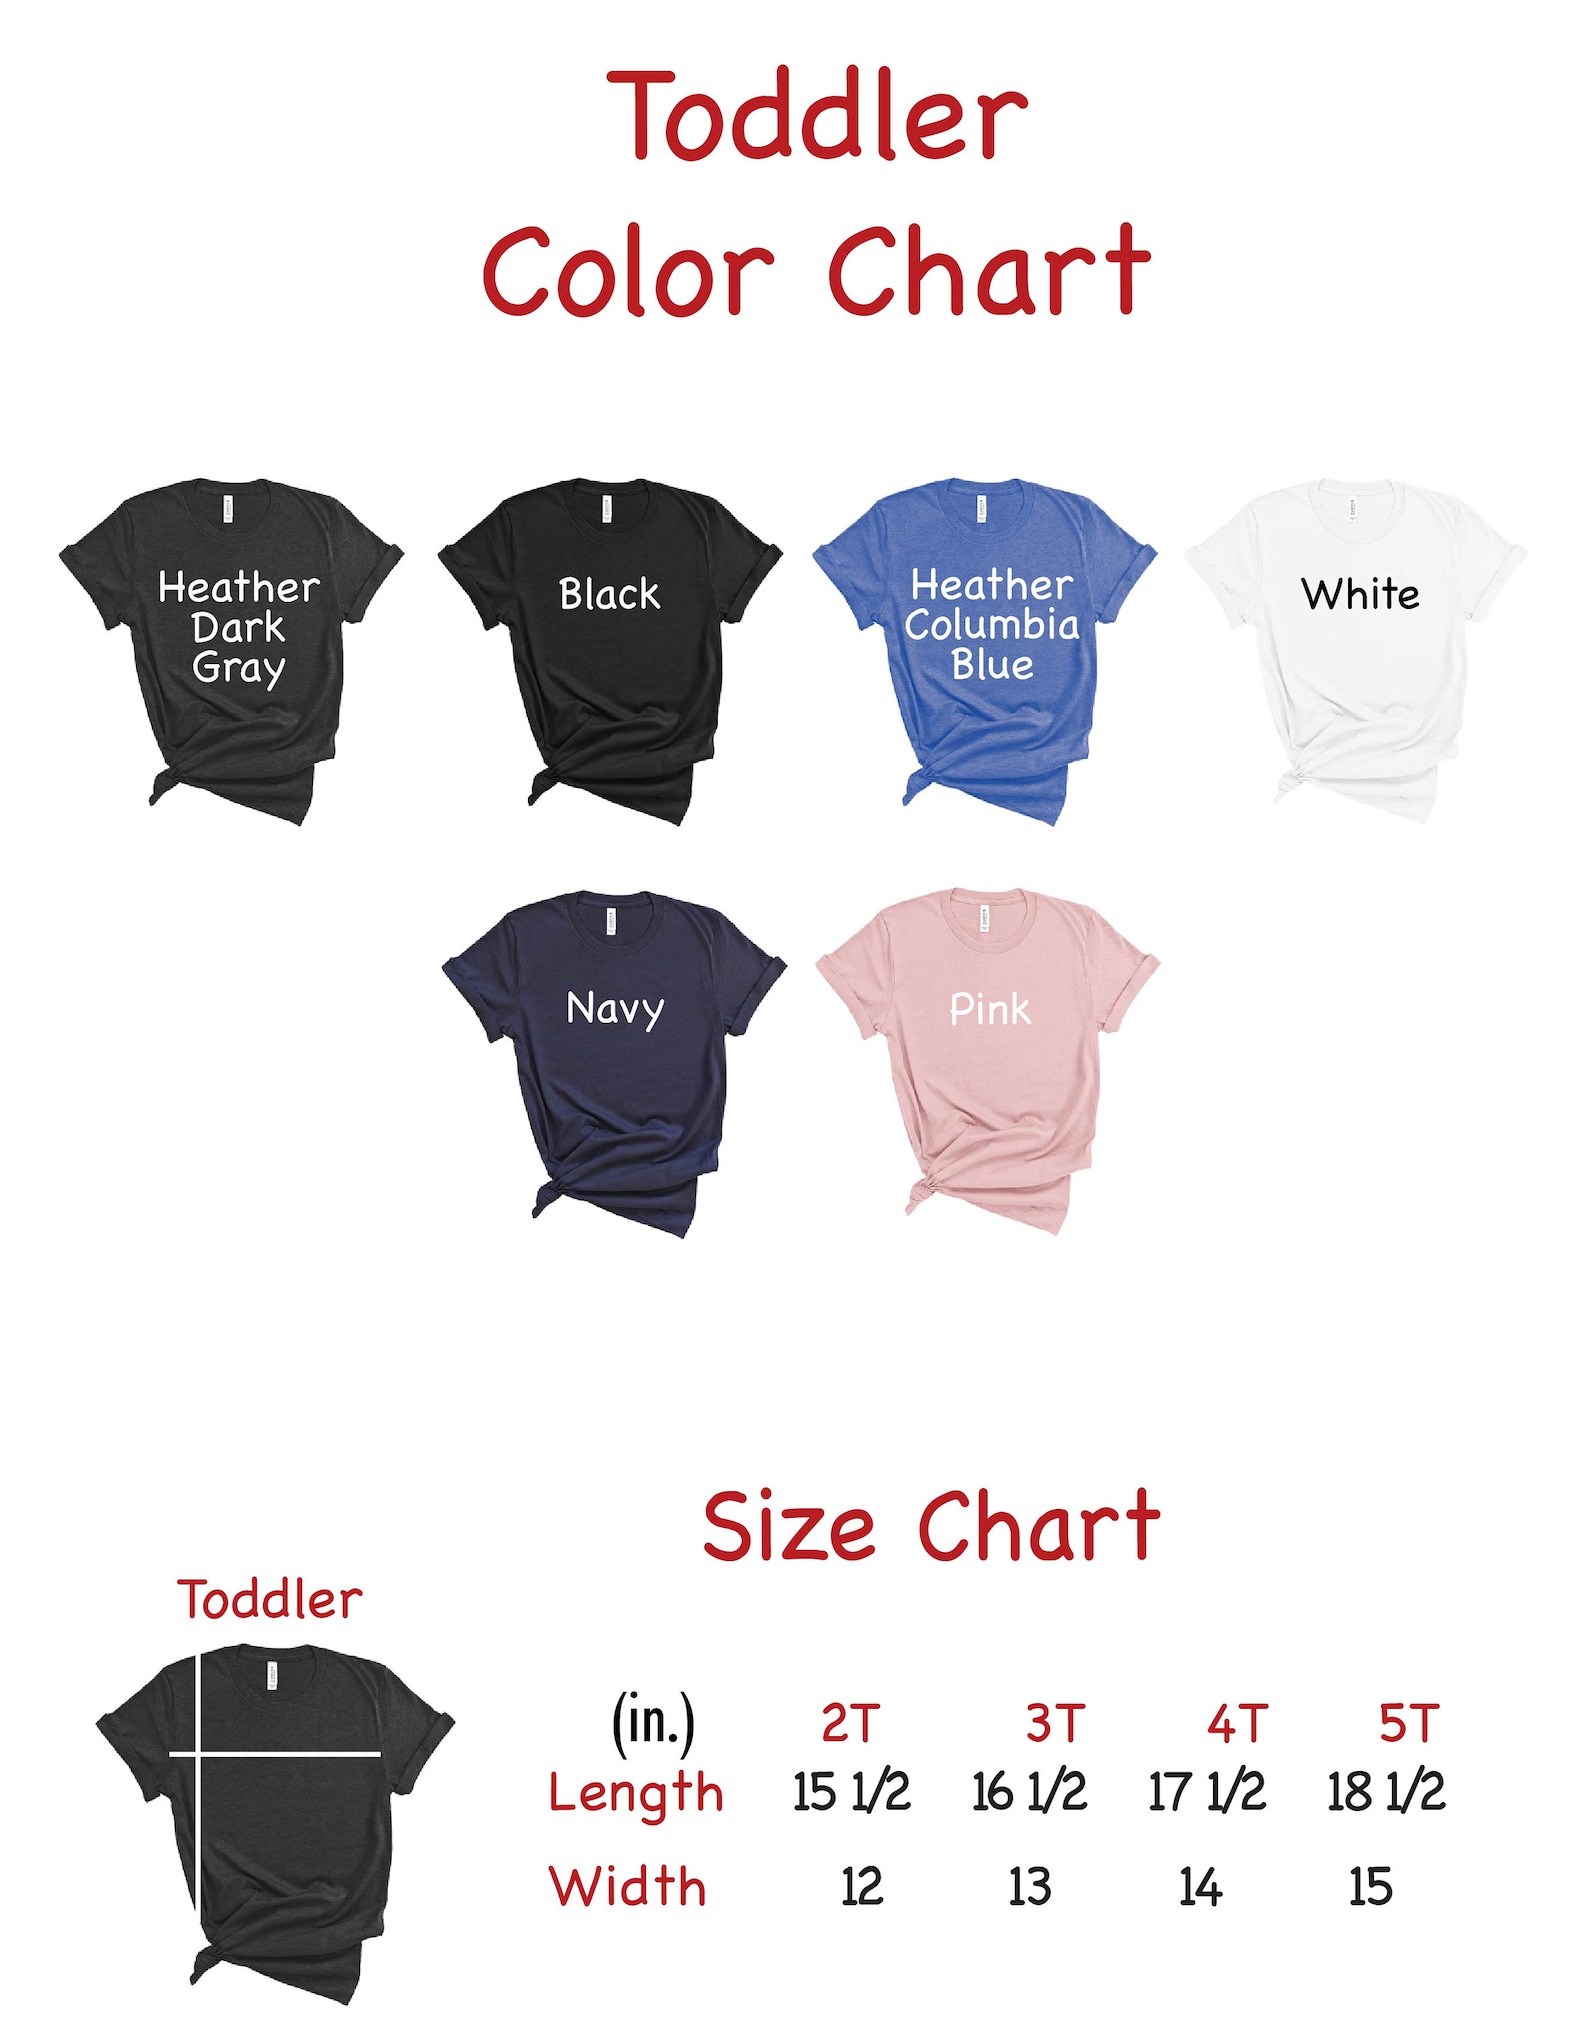 Toddler
Color Chart
Heather
Dark
Gray
Black
Heather
Columbia
Blue
White
Navy
Pink
Size Chart
Toddler
(in.) 2T 3T 4T 5T
Length 15 1/2 16 1/2 17 1/2 18 1/2
Width 12 13 14 15